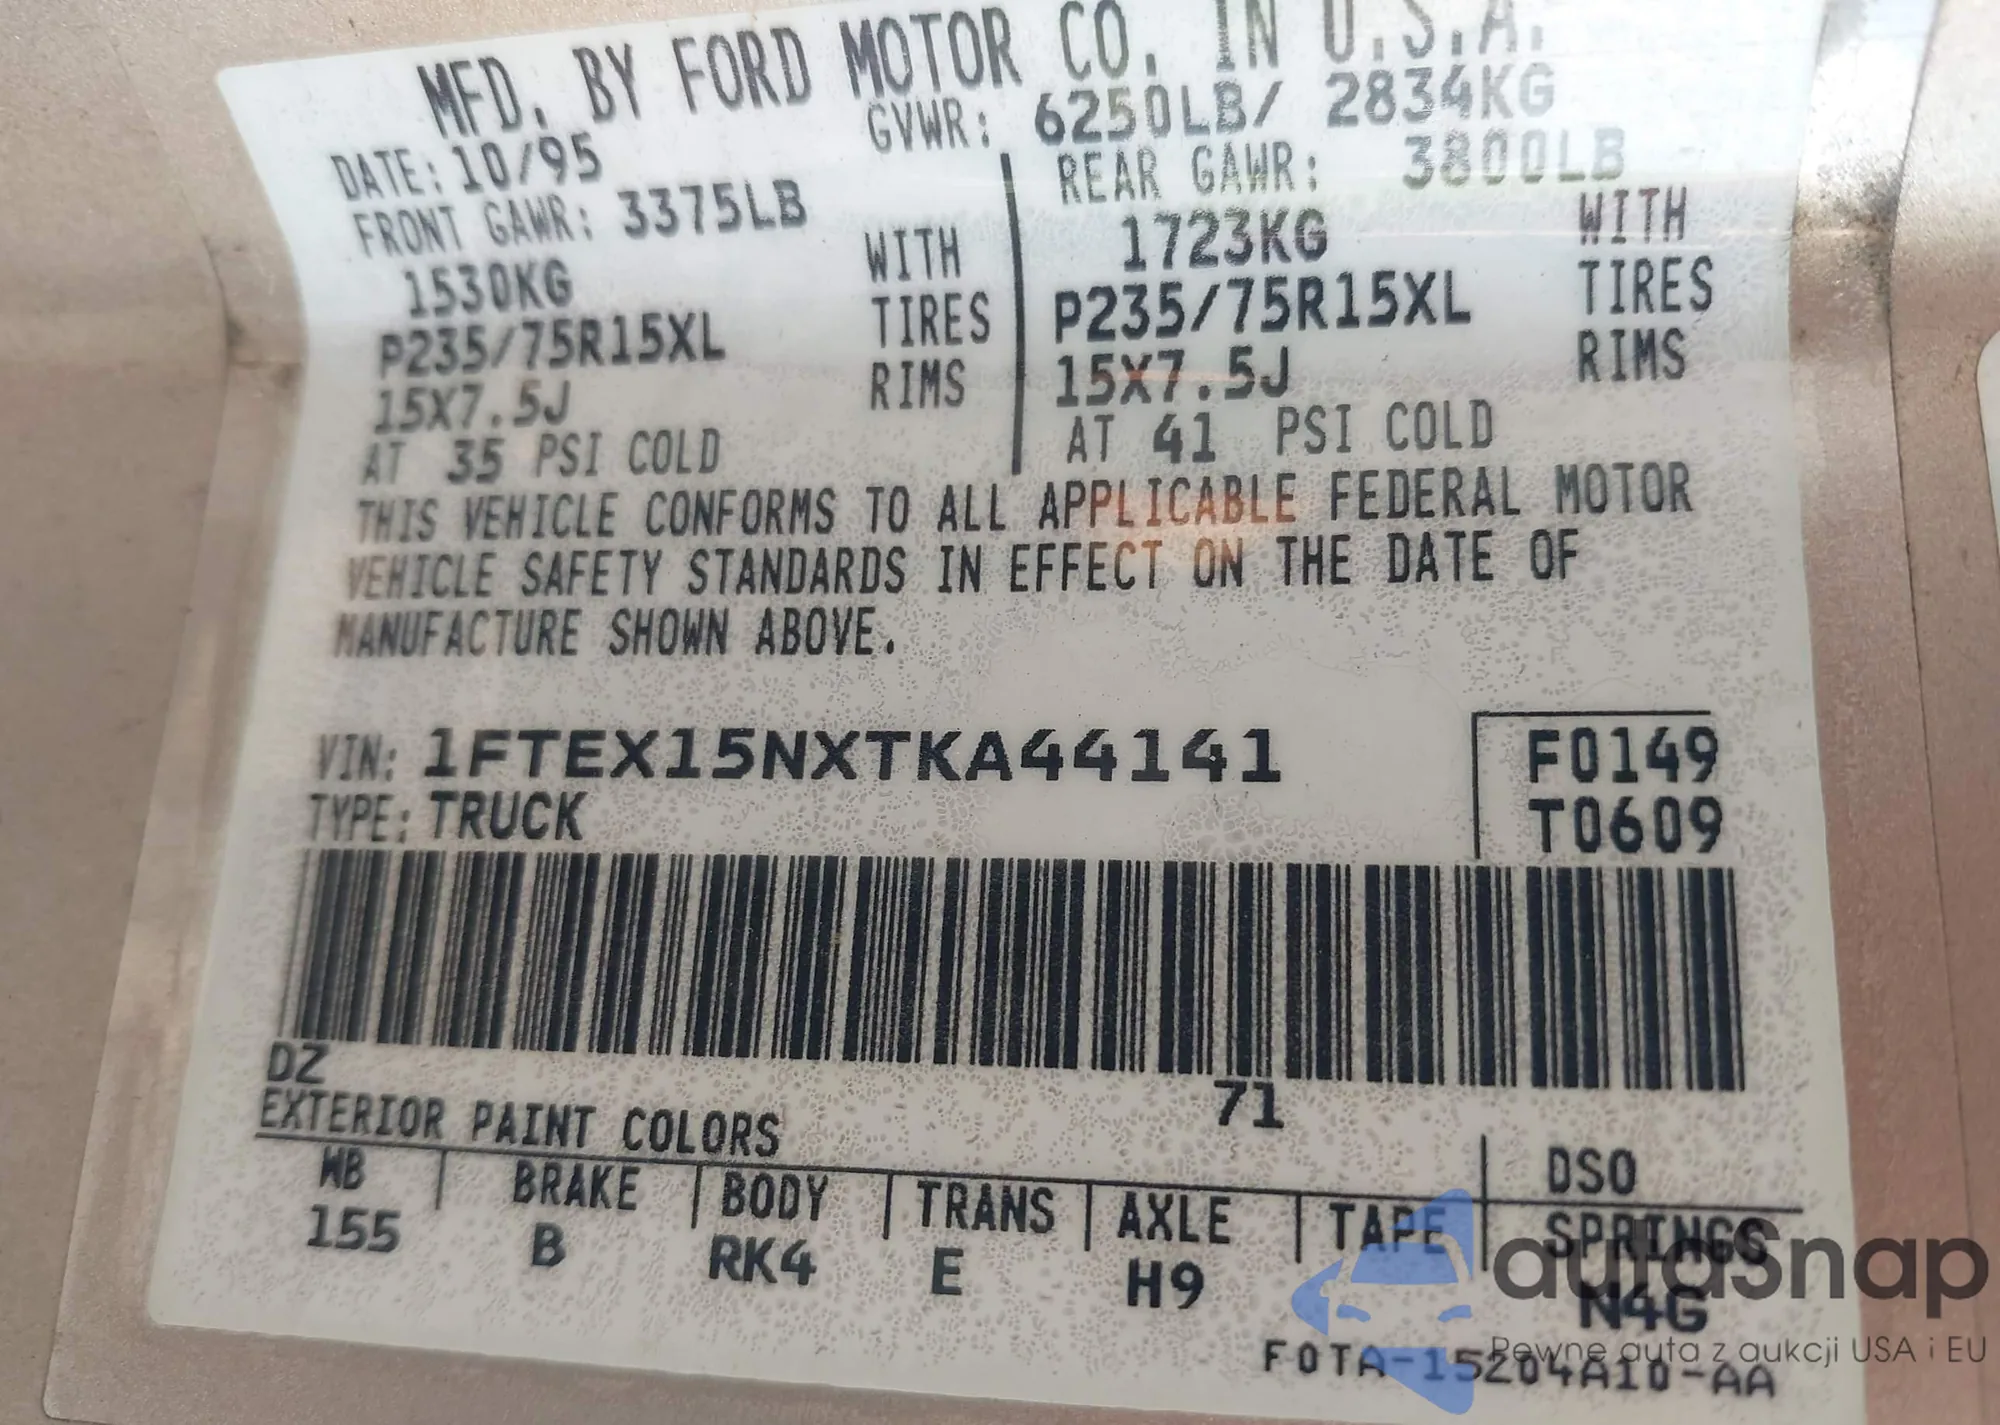 MFD. BY FORD MOTOR CO. IN U.S.A.
DATE: 10/95 GVWR: 6250LB/ 2834KG
FRONT GAWR: 3375LB REAR GAWR: 3800LB
1530KG WITH 1723KG WITH
P235/75R15XL TIRES P235/75R15XL TIRES
15X7.5J RIMS 15X7.5J RIMS
AT 35 PSI COLD AT 41 PSI COLD
THIS VEHICLE CONFORMS TO ALL APPLICABLE FEDERAL MOTOR
VEHICLE SAFETY STANDARDS IN EFFECT ON THE DATE OF
MANUFACTURE SHOWN ABOVE.
VIN: 1FTEX15NXTKA44141 F0149
TYPE: TRUCK T0609
DZ 71
EXTERIOR PAINT COLORS DSO
WB BRAKE BODY TRANS AXLE TAPE SPRINGS
155 B RK4 E H9 N4G
F0TA-15204A10-AA
autoSnap
Pewne auta z aukcji USA i EU